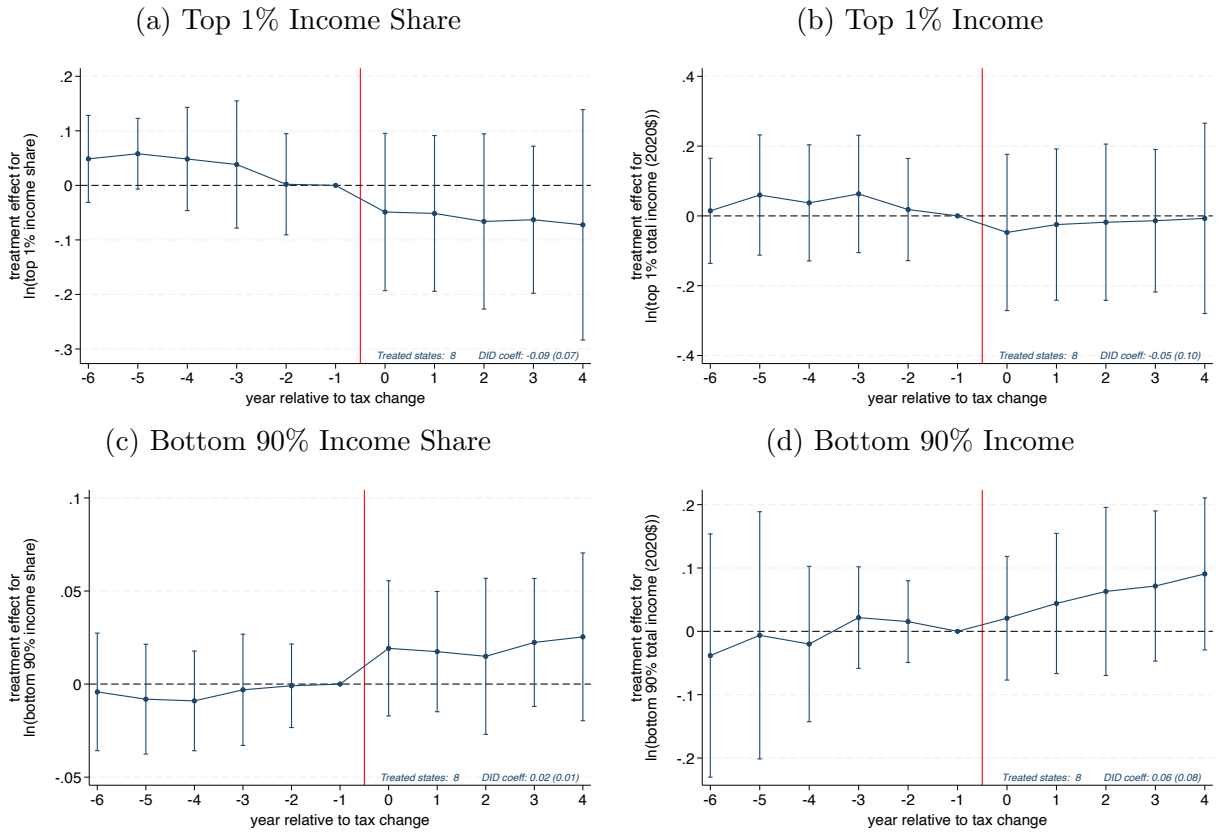 (a) Top 1% Income Share
(b) Top 1% Income
treatment effect for
ln(top 1% income share)
.2
.1
0
-.1
-.2
-.3
Treated states: 8 DID coeff: -0.09 (0.07)
-6 -5 -4 -3 -2 -1 0 1 2 3 4
year relative to tax change
treatment effect for
ln(top 1% total income (2020$))
.4
.2
0
-.2
-.4
Treated states: 8 DID coeff: -0.05 (0.10)
-6 -5 -4 -3 -2 -1 0 1 2 3 4
year relative to tax change
(c) Bottom 90% Income Share
(d) Bottom 90% Income
treatment effect for
ln(bottom 90% income share)
.1
.05
0
-.05
Treated states: 8 DID coeff: 0.02 (0.01)
-6 -5 -4 -3 -2 -1 0 1 2 3 4
year relative to tax change
treatment effect for
ln(bottom 90% total income (2020$))
.2
.1
0
-.1
-.2
Treated states: 8 DID coeff: 0.06 (0.08)
-6 -5 -4 -3 -2 -1 0 1 2 3 4
year relative to tax change